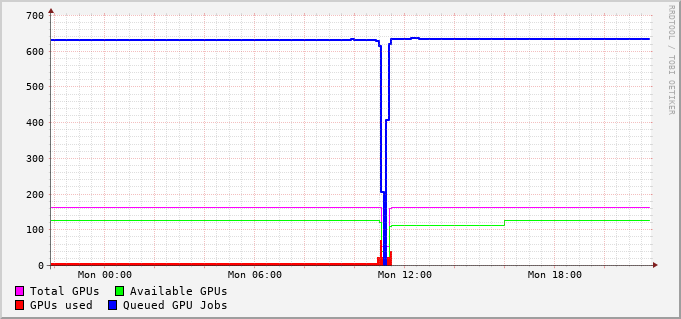 700
600
500
400
300
200
100
0
Mon 00:00 Mon 06:00 Mon 12:00 Mon 18:00
Total GPUs Available GPUs
GPUs used Queued GPU Jobs
RRDTOOL / TOBI OETIKER